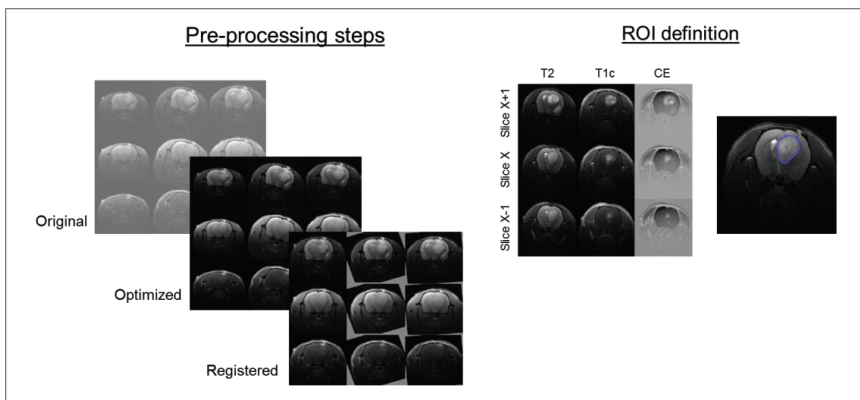 Pre-processing steps
ROI definition
T2 T1c CE
Slice X+1
Slice X
Slice X-1
Original
Optimized
Registered